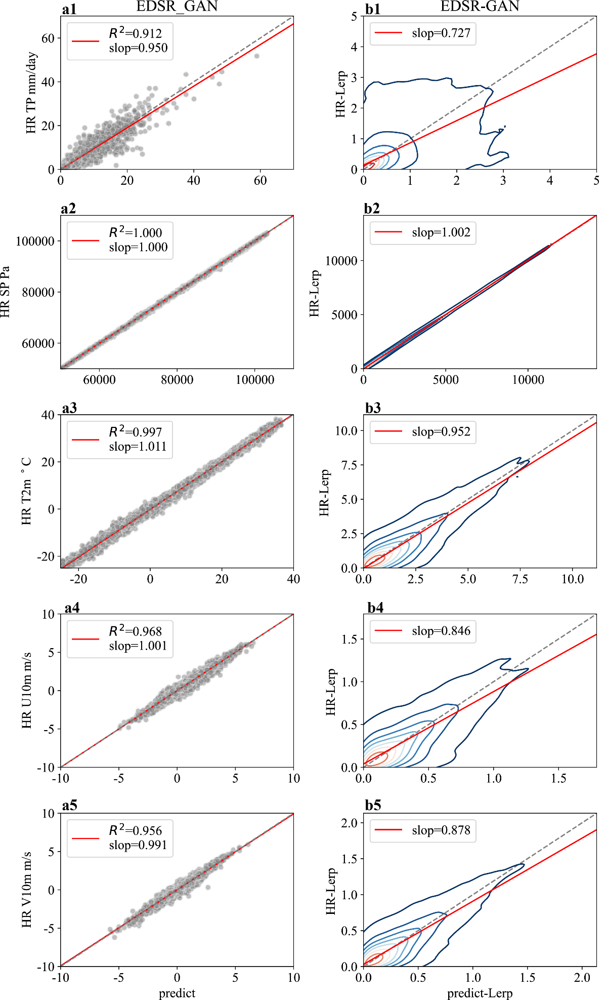 a1 EDSR_GAN
R²=0.912
slop=0.950
HR TP mm/day
60
40
20
0
0 20 40 60
b1 EDSR-GAN
slop=0.727
HR-Lerp
5
4
3
2
1
0
0 1 2 3 4 5
a2
R²=1.000
slop=1.000
HR SP Pa
100000
80000
60000
60000 80000 100000
b2
slop=1.002
HR-Lerp
10000
5000
0
0 5000 10000
a3
R²=0.997
slop=1.011
HR T2m °C
40
20
0
-20
-20 0 20 40
b3
slop=0.952
HR-Lerp
10.0
7.5
5.0
2.5
0.0
0.0 2.5 5.0 7.5 10.0
a4
R²=0.968
slop=1.001
HR U10m m/s
10
5
0
-5
-10
-10 -5 0 5 10
b4
slop=0.846
HR-Lerp
1.5
1.0
0.5
0.0
0.0 0.5 1.0 1.5
a5
R²=0.956
slop=0.991
HR V10m m/s
10
5
0
-5
-10
-10 -5 0 5 10
predict
b5
slop=0.878
HR-Lerp
2.0
1.5
1.0
0.5
0.0
0.0 0.5 1.0 1.5 2.0
predict-Lerp